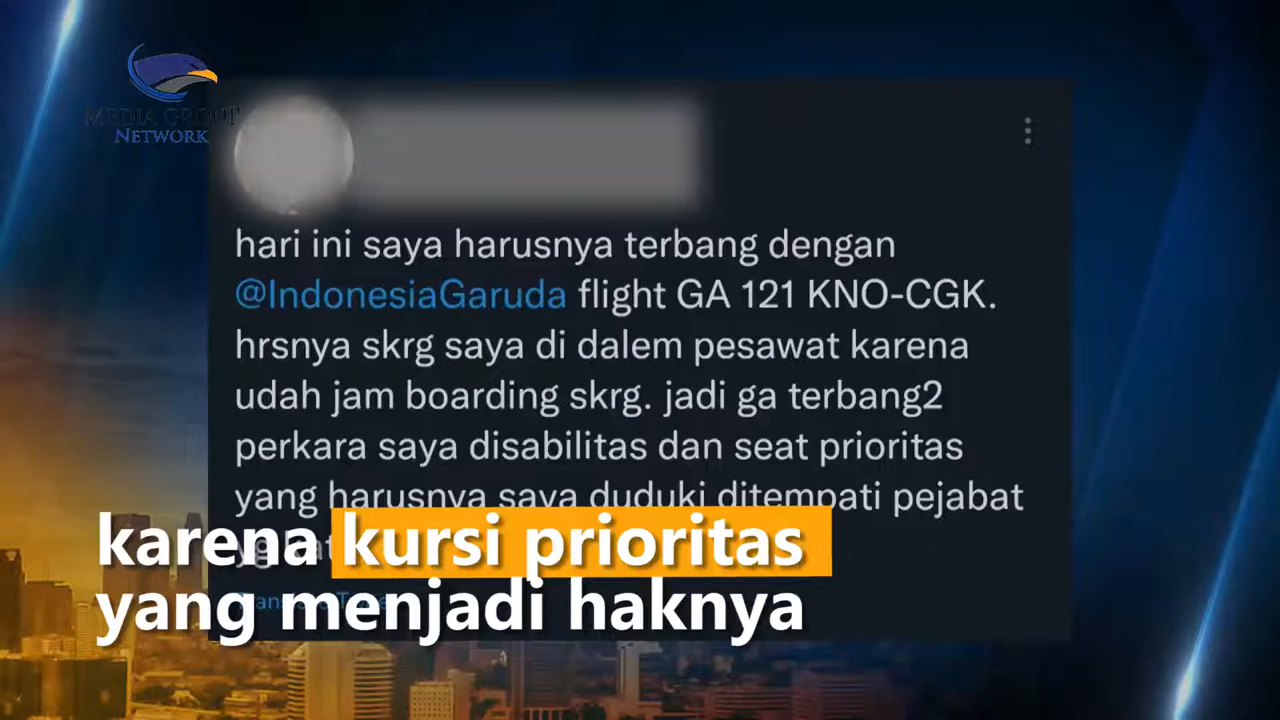 MEDIA GROUP
NETWORK
hari ini saya harusnya terbang dengan
@IndonesiaGaruda flight GA 121 KNO-CGK.
hrsnya skrg saya di dalem pesawat karena
udah jam boarding skrg. jadi ga terbang2
perkara saya disabilitas dan seat prioritas
yang harusnya saya duduki ditempati pejabat
yg
karena kursi prioritas
yang menjadi haknya